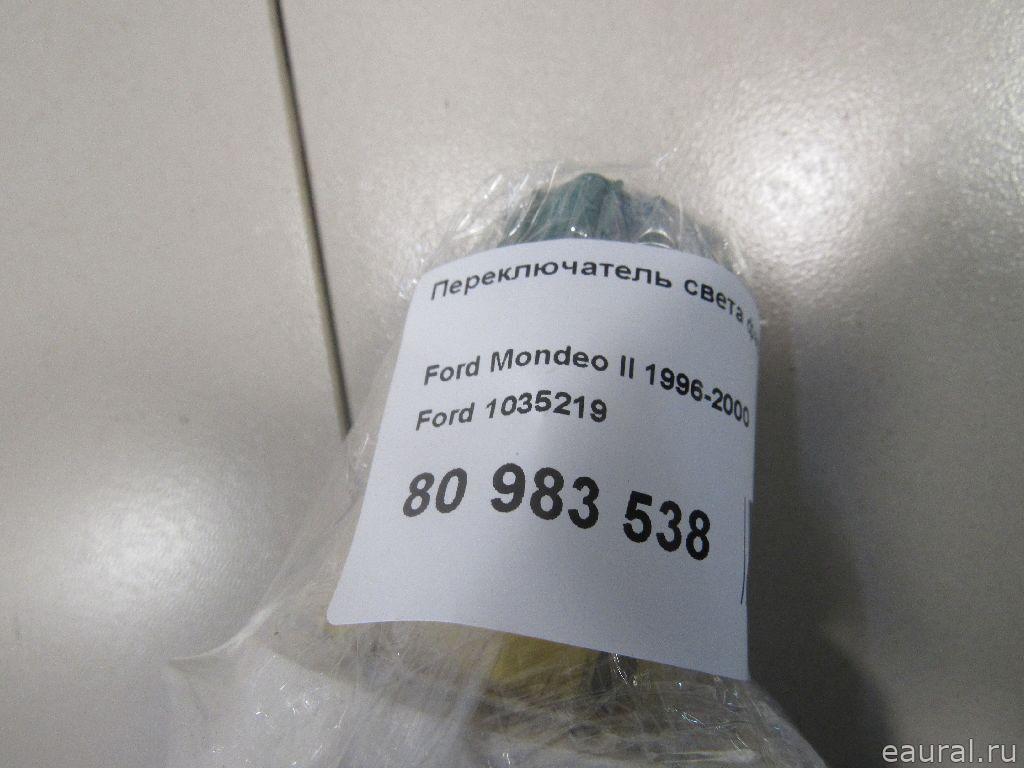 Переключатель света
Ford Mondeo II 1996-2000
Ford 1035219
80 983 538
eaural.ru